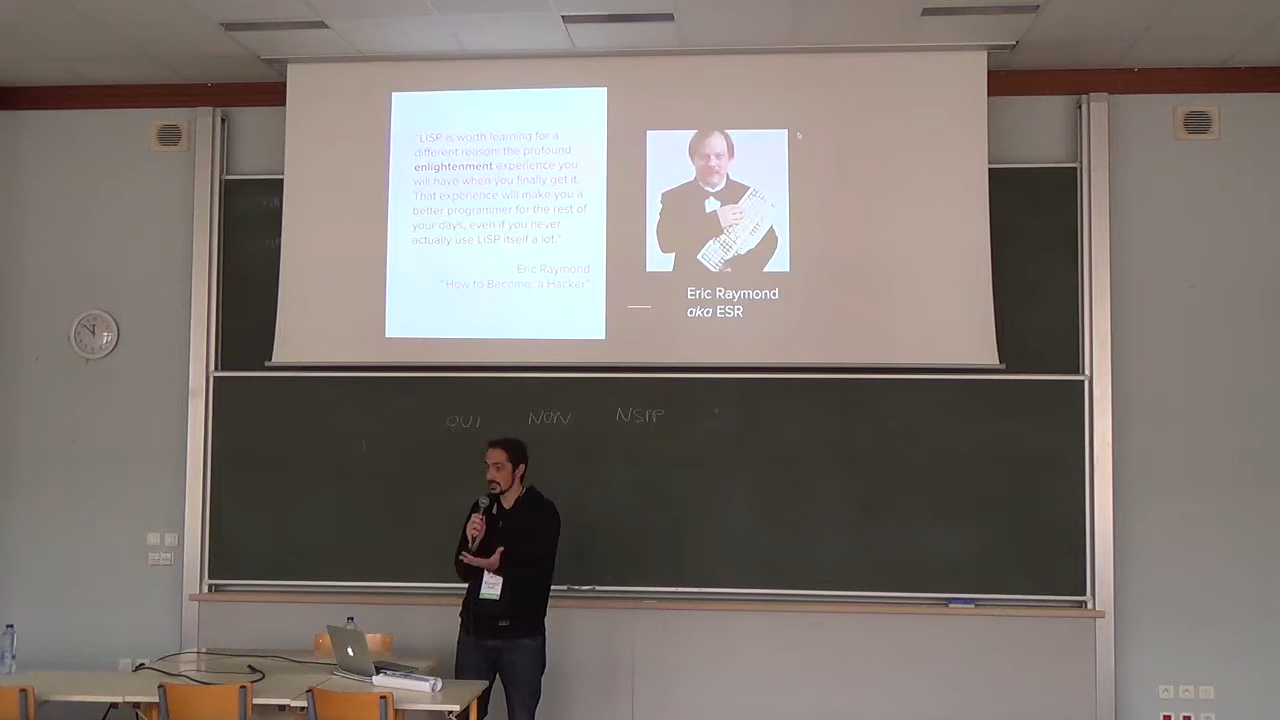 "LISP is worth learning for a
different reason: the profound
enlightenment experience you
will have when you finally get it.
That experience will make you a
better programmer for the rest of
your days, even if you never
actually use LISP itself a lot."
Eric Raymond
"How to Become a Hacker"
Eric Raymond
aka ESR
OUI NON NSPP